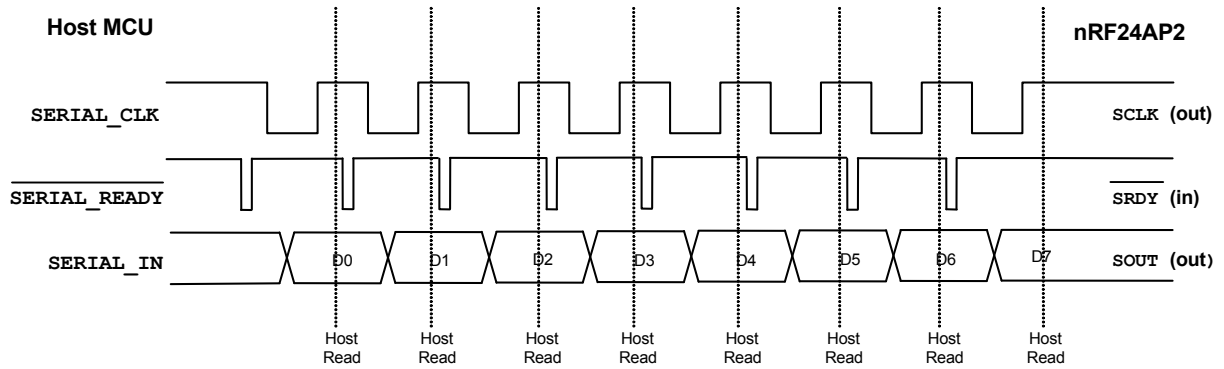 Host MCU
nRF24AP2
SERIAL_CLK
SCLK (out)
SERIAL_READY
SRDY (in)
SERIAL_IN
D0 D1 D2 D3 D4 D5 D6 D7
SOUT (out)
Host Read
Host Read
Host Read
Host Read
Host Read
Host Read
Host Read
Host Read